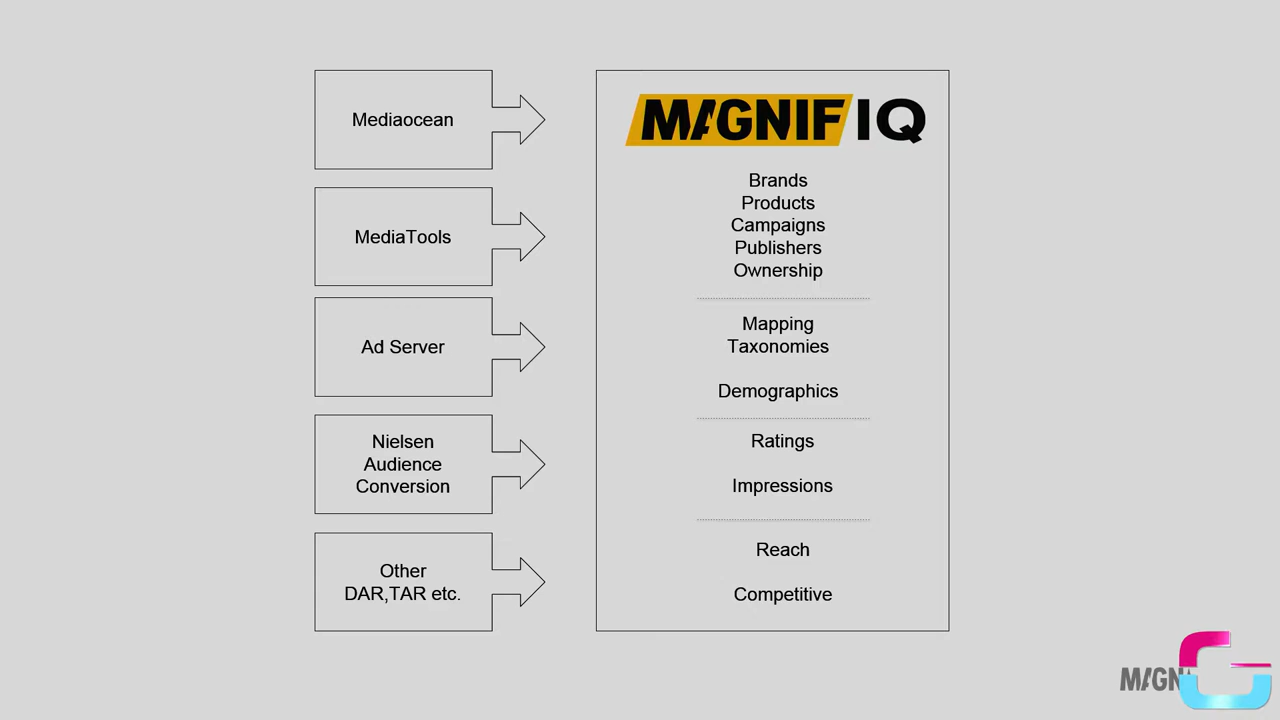 Mediaocean
MediaTools
Ad Server
Nielsen
Audience
Conversion
Other
DAR,TAR etc.
MAGNIFIQ
Brands
Products
Campaigns
Publishers
Ownership
Mapping
Taxonomies
Demographics
Ratings
Impressions
Reach
Competitive